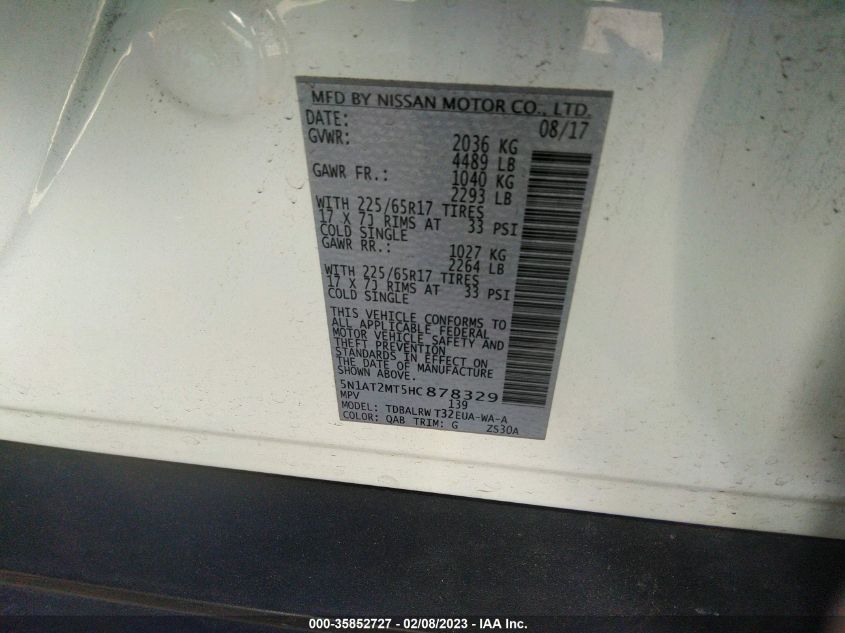 MFD BY NISSAN MOTOR CO., LTD.
DATE: 08/17
GVWR: 2036 KG
4489 LB
GAWR FR.: 1040 KG
2293 LB
WITH 225/65R17 TIRES
17 X 7J RIMS AT 33 PSI
COLD SINGLE
GAWR RR.: 1027 KG
2264 LB
WITH 225/65R17 TIRES
17 X 7J RIMS AT 33 PSI
COLD SINGLE
THIS VEHICLE CONFORMS TO
ALL APPLICABLE FEDERAL
MOTOR VEHICLE SAFETY AND
THEFT PREVENTION
STANDARDS IN EFFECT ON
THE DATE OF MANUFACTURE
SHOWN ABOVE.
5N1AT2MT5HC878329
MPV 139
MODEL: TDBALRW T32EUA-WA-A
COLOR: QAB TRIM: G ZS30A
000-35852727 - 02/08/2023 - IAA Inc.